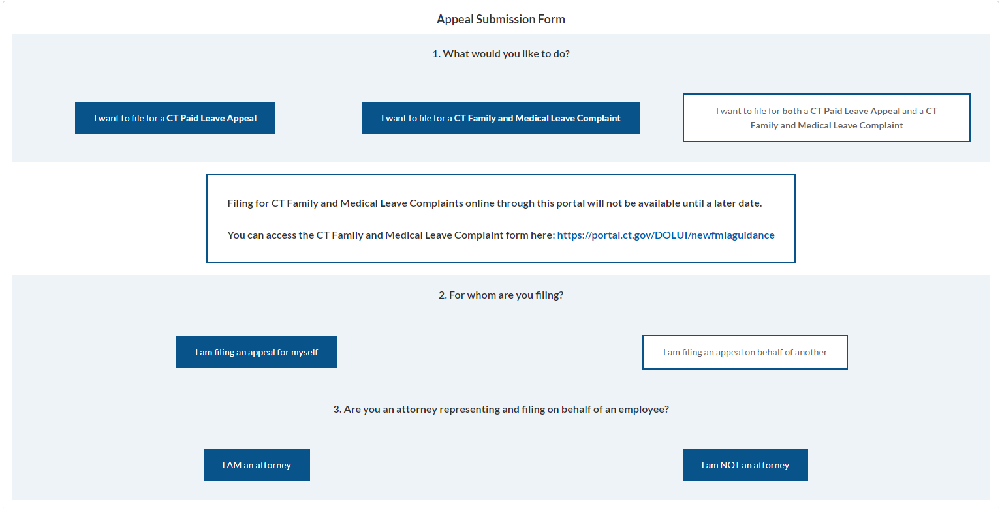 Appeal Submission Form
1. What would you like to do?
I want to file for a CT Paid Leave Appeal
I want to file for a CT Family and Medical Leave Complaint
I want to file for both a CT Paid Leave Appeal and a CT
Family and Medical Leave Complaint
Filing for CT Family and Medical Leave Complaints online through this portal will not be available until a later date.
You can access the CT Family and Medical Leave Complaint form here: https://portal.ct.gov/DOLUI/newfmlaguidance
2. For whom are you filing?
I am filing an appeal for myself
I am filing an appeal on behalf of another
3. Are you an attorney representing and filing on behalf of an employee?
I AM an attorney
I am NOT an attorney